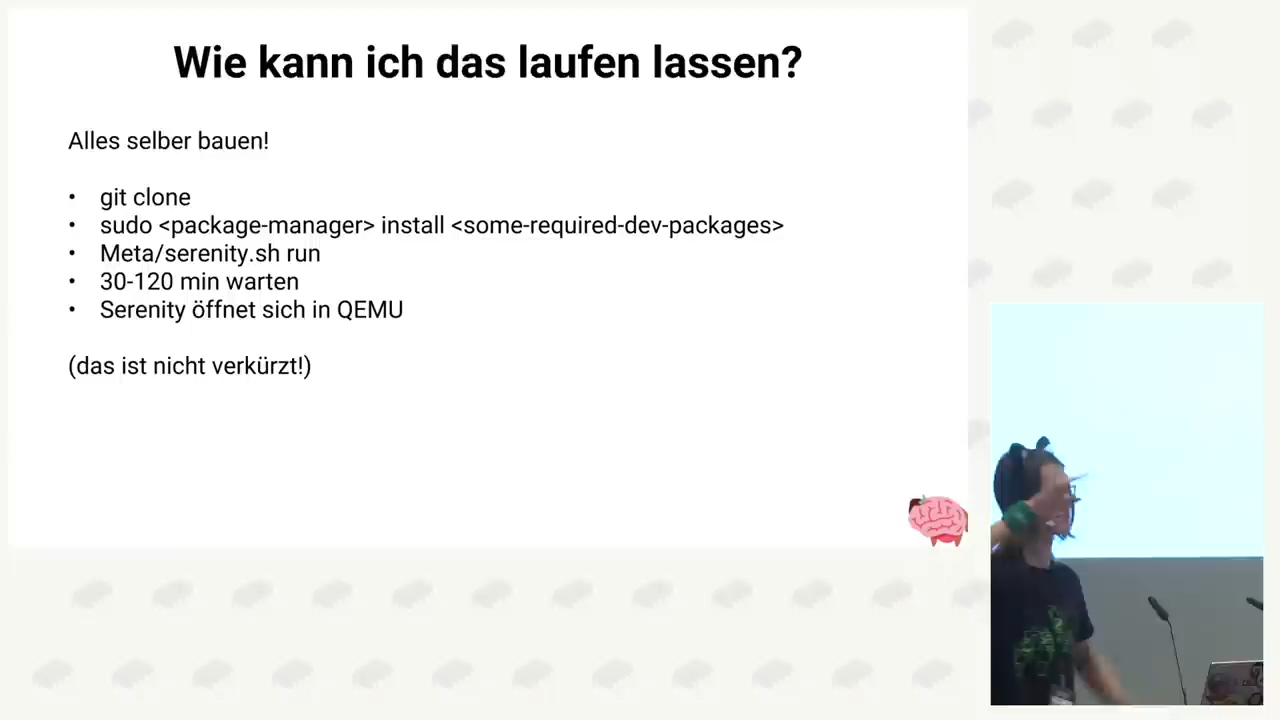 Wie kann ich das laufen lassen?
Alles selber bauen!
• git clone
• sudo <package-manager> install <some-required-dev-packages>
• Meta/serenity.sh run
• 30-120 min warten
• Serenity öffnet sich in QEMU
(das ist nicht verkürzt!)